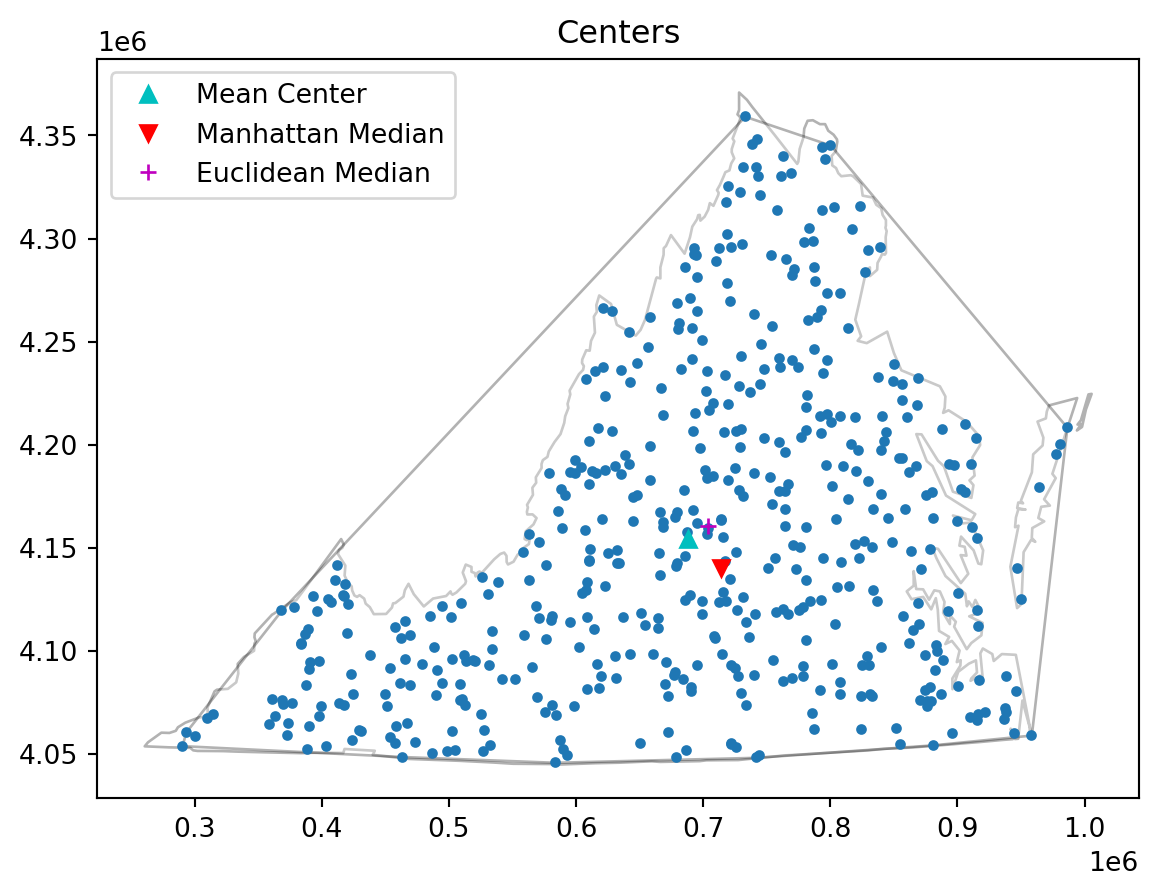 Centers
1e6
Mean Center
Manhattan Median
Euclidean Median
4.35
4.30
4.25
4.20
4.15
4.10
4.05
0.3 0.4 0.5 0.6 0.7 0.8 0.9 1.0
1e6